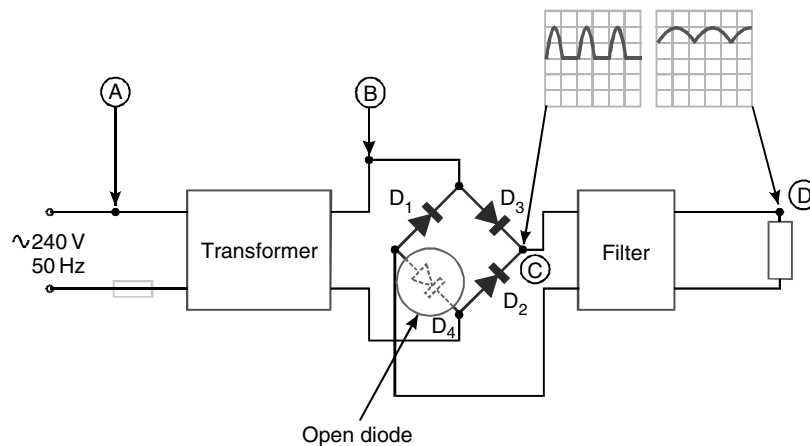 A
B
D₁
D₃
D
∿240 V
50 Hz
Transformer
Filter
C
D₂
D₄
Open diode